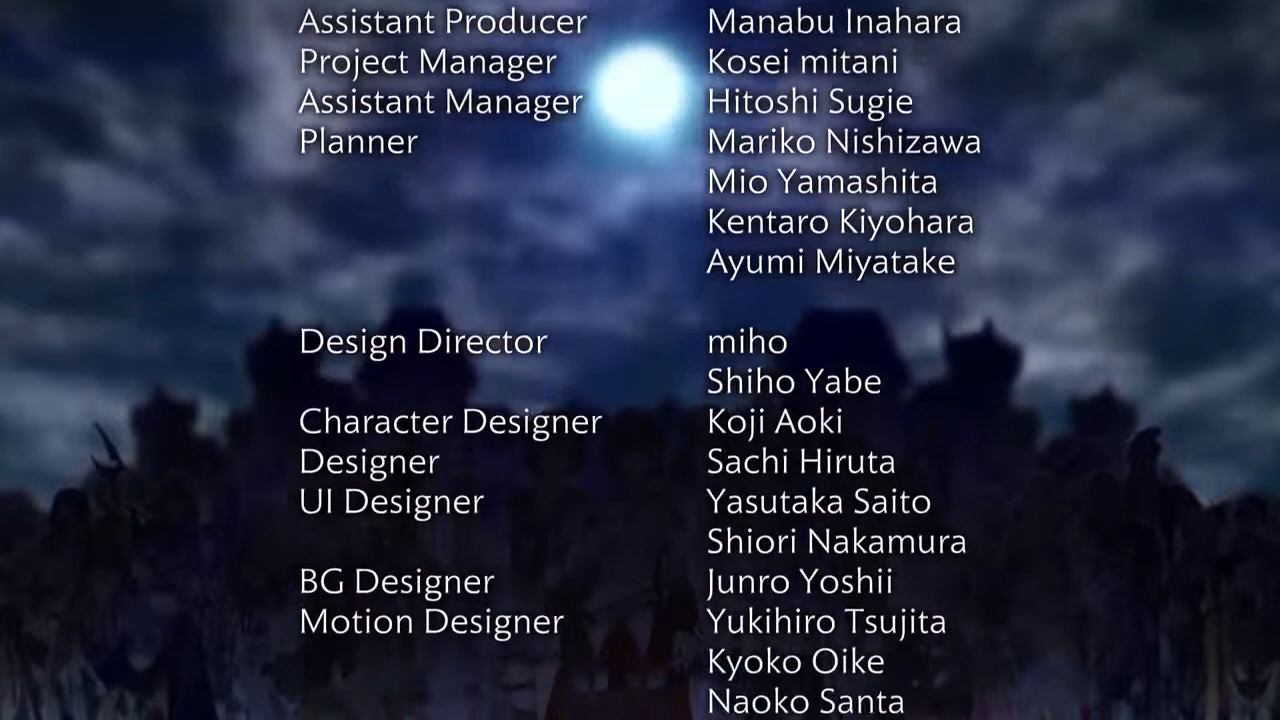 Assistant Producer Manabu Inahara
Project Manager Kosei mitani
Assistant Manager Hitoshi Sugie
Planner Mariko Nishizawa
Mio Yamashita
Kentaro Kiyohara
Ayumi Miyatake
Design Director miho
Shiho Yabe
Character Designer Koji Aoki
Designer Sachi Hiruta
UI Designer Yasutaka Saito
Shiori Nakamura
BG Designer Junro Yoshii
Motion Designer Yukihiro Tsujita
Kyoko Oike
Naoko Santa